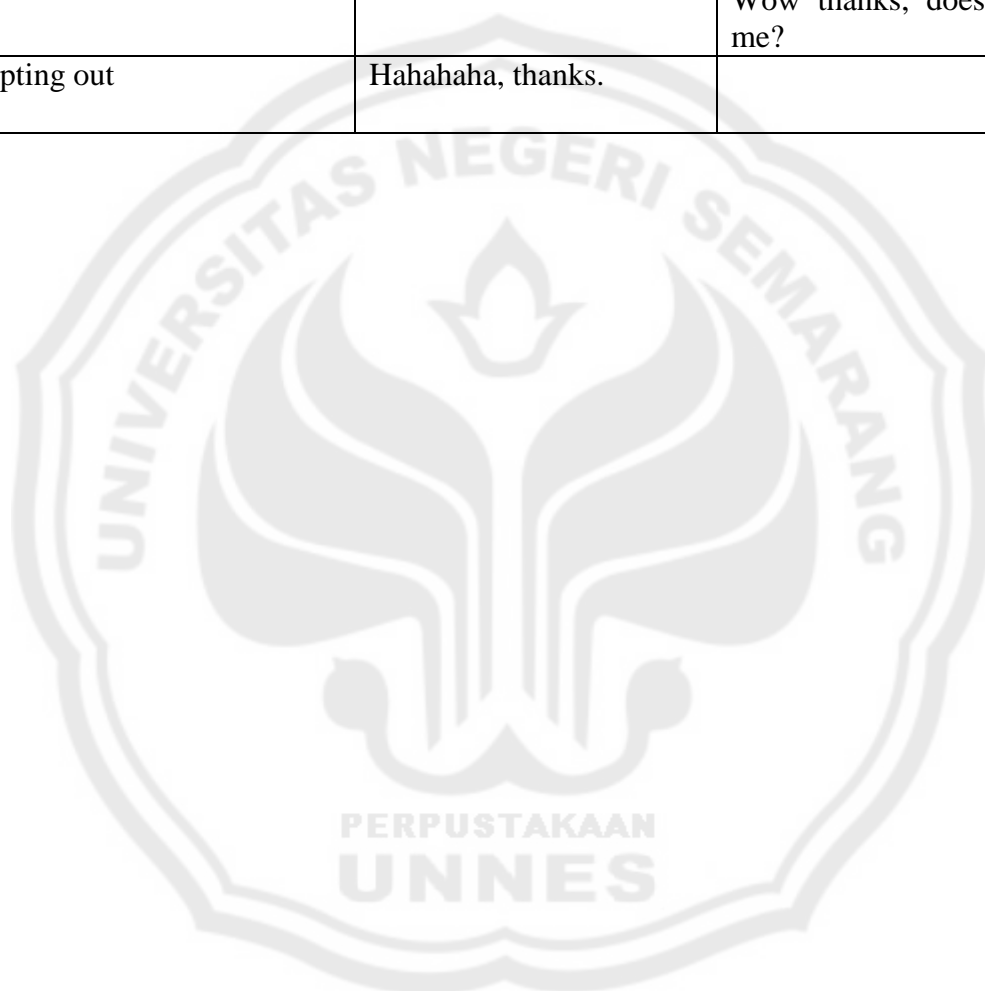 Wow thanks, does
me?
pting out
Hahahaha, thanks.
UNIVERSITAS NEGERI SEMARANG
PERPUSTAKAAN
UNNES